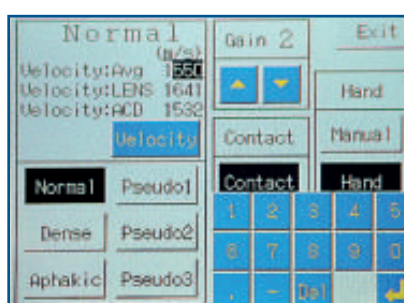 Normal
(m/s)
Velocity:Avg 1550
Velocity:LENS 1641
Velocity:ACD 1532
Velocity
Normal Pseudo1
Dense Pseudo2
Aphakic Pseudo3
Gain 2
Contact
Contact
Exit
Hand
Manual
Hand
1 2 3 4 5
6 7 8 9 0
. - Del